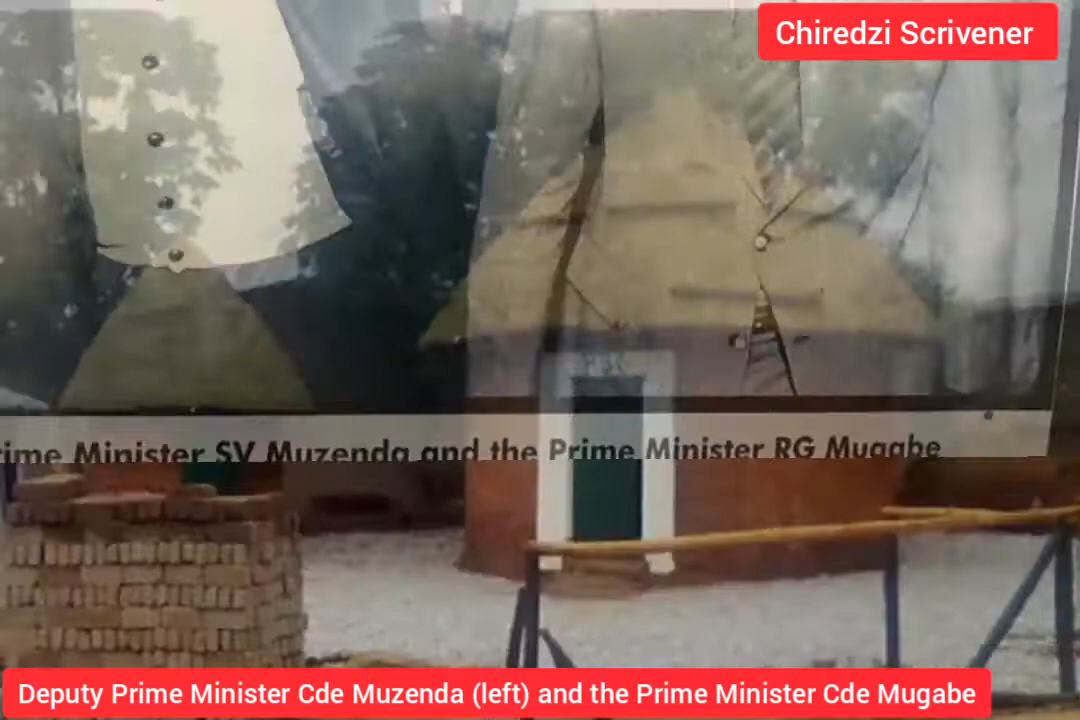 Chiredzi Scrivener
rime Minister SV Muzenda and the Prime Minister RG Mugabe
Deputy Prime Minister Cde Muzenda (left) and the Prime Minister Cde Mugabe